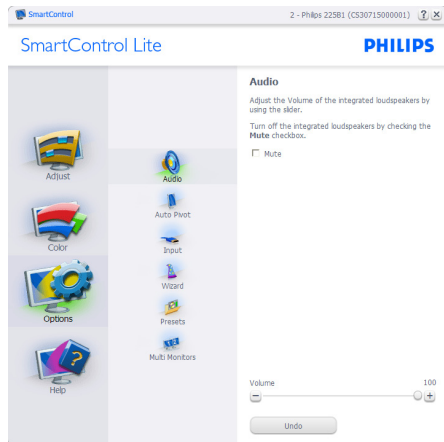 SmartControl
2 - Philips 225B1 (CS30715000001)
SmartControl Lite
PHILIPS
Adjust
Color
Options
Help
Audio
Auto Pivot
Input
Wizard
Presets
Multi Monitors
Audio
Adjust the Volume of the integrated loudspeakers by
using the slider.
Turn off the integrated loudspeakers by checking the
Mute checkbox.
Mute
Volume 100
Undo